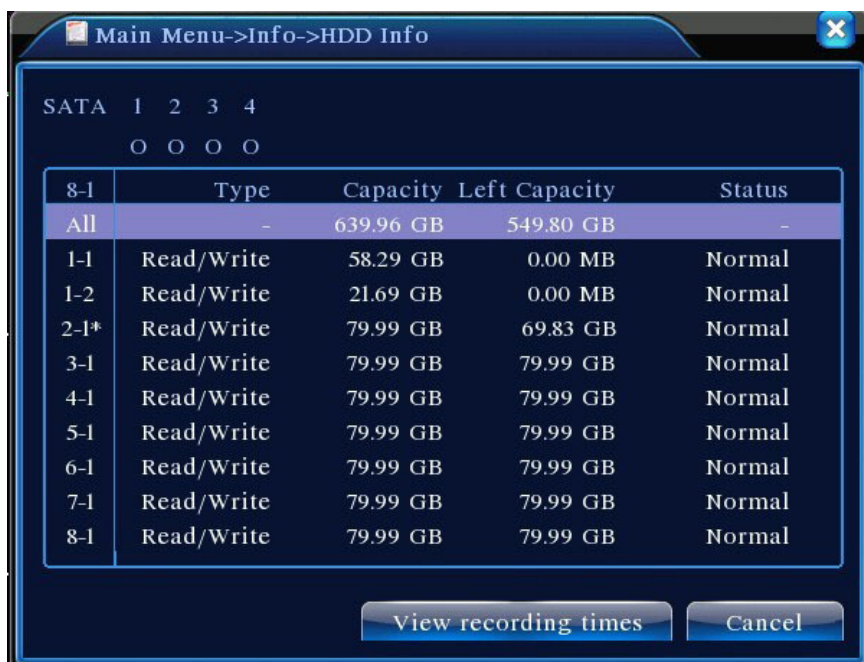 Main Menu->Info->HDD Info
SATA 1 2 3 4
O O O O
8-1 Type Capacity Left Capacity Status
All - 639.96 GB 549.80 GB -
1-1 Read/Write 58.29 GB 0.00 MB Normal
1-2 Read/Write 21.69 GB 0.00 MB Normal
2-1* Read/Write 79.99 GB 69.83 GB Normal
3-1 Read/Write 79.99 GB 79.99 GB Normal
4-1 Read/Write 79.99 GB 79.99 GB Normal
5-1 Read/Write 79.99 GB 79.99 GB Normal
6-1 Read/Write 79.99 GB 79.99 GB Normal
7-1 Read/Write 79.99 GB 79.99 GB Normal
8-1 Read/Write 79.99 GB 79.99 GB Normal
View recording times Cancel